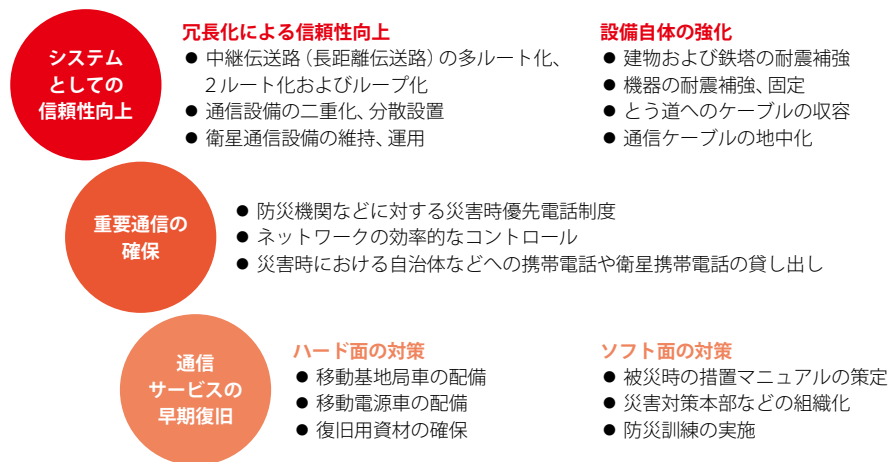 システム
としての
信頼性向上
冗長化による信頼性向上
● 中継伝送路(長距離伝送路)の多ルート化、
2ルート化およびループ化
● 通信設備の二重化、分散設置
● 衛星通信設備の維持、運用
設備自体の強化
● 建物および鉄塔の耐震補強
● 機器の耐震補強、固定
● とう道へのケーブルの収容
● 通信ケーブルの地中化
重要通信の
確保
● 防災機関などに対する災害時優先電話制度
● ネットワークの効率的なコントロール
● 災害時における自治体などへの携帯電話や衛星携帯電話の貸し出し
通信
サービスの
早期復旧
ハード面の対策
● 移動基地局車の配備
● 移動電源車の配備
● 復旧用資材の確保
ソフト面の対策
● 被災時の措置マニュアルの策定
● 災害対策本部などの組織化
● 防災訓練の実施